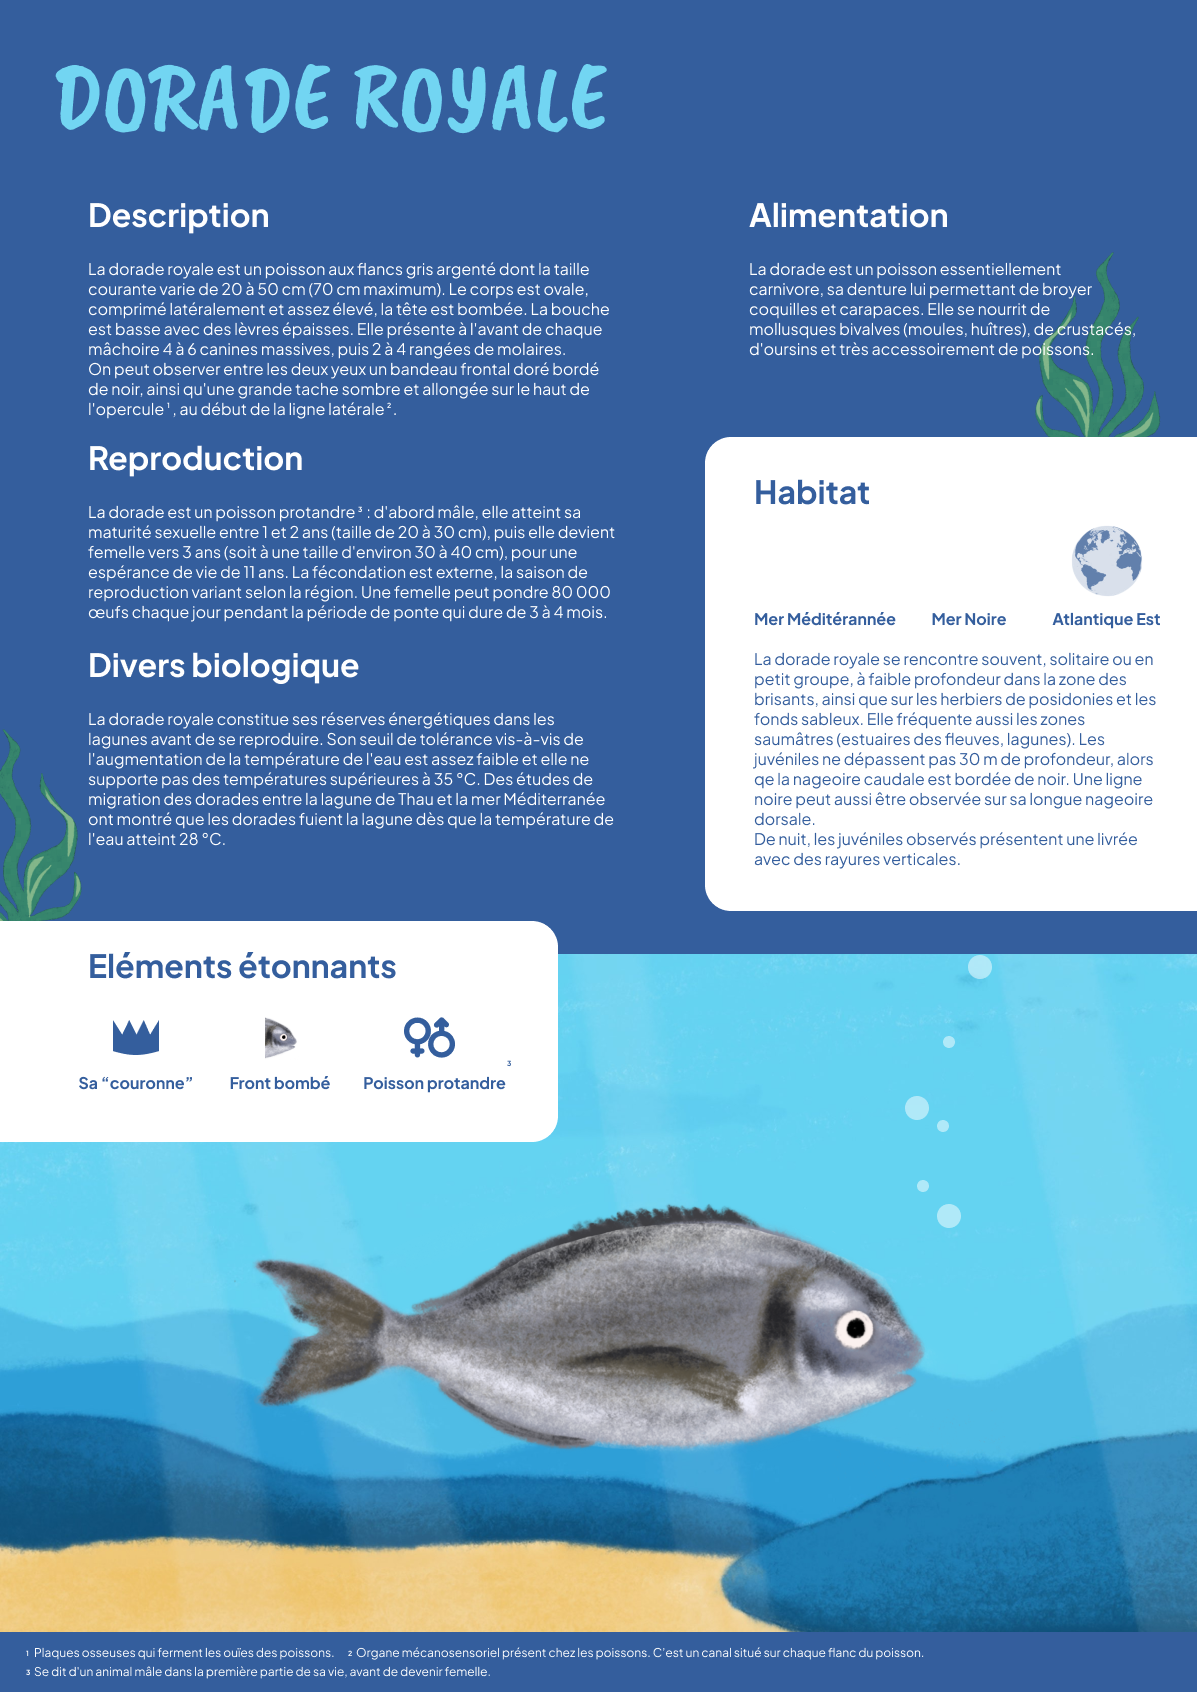 DORADE ROYALE
Description
La dorade royale est un poisson aux flancs gris argenté dont la taille
courante varie de 20 à 50 cm (70 cm maximum). Le corps est ovale,
comprimé latéralement et assez élevé, la tête est bombée. La bouche
est basse avec des lèvres épaisses. Elle présente à l'avant de chaque
mâchoire 4 à 6 canines massives, puis 2 à 4 rangées de molaires.
On peut observer entre les deux yeux un bandeau frontal doré bordé
de noir, ainsi qu'une grande tache sombre et allongée sur le haut de
l'opercule ¹ , au début de la ligne latérale ² .
Reproduction
La dorade est un poisson protandre ³ : d'abord mâle, elle atteint sa
maturité sexuelle entre 1 et 2 ans (taille de 20 à 30 cm), puis elle devient
femelle vers 3 ans (soit à une taille d'environ 30 à 40 cm), pour une
espérance de vie de 11 ans. La fécondation est externe, la saison de
reproduction variant selon la région. Une femelle peut pondre 80 000
œufs chaque jour pendant la période de ponte qui dure de 3 à 4 mois.
Divers biologique
La dorade royale constitue ses réserves énergétiques dans les
lagunes avant de se reproduire. Son seuil de tolérance vis-à-vis de
l'augmentation de la température de l'eau est assez faible et elle ne
supporte pas des températures supérieures à 35 °C. Des études de
migration des dorades entre la lagune de Thau et la mer Méditerranée
ont montré que les dorades fuient la lagune dès que la température de
l'eau atteint 28 °C.
Alimentation
La dorade est un poisson essentiellement
carnivore, sa denture lui permettant de broyer
coquilles et carapaces. Elle se nourrit de
mollusques bivalves (moules, huîtres), de crustacés,
d'oursins et très accessoirement de poissons.
Habitat
Mer Méditérannée Mer Noire Atlantique Est
La dorade royale se rencontre souvent, solitaire ou en
petit groupe, à faible profondeur dans la zone des
brisants, ainsi que sur les herbiers de posidonies et les
fonds sableux. Elle fréquente aussi les zones
saumâtres (estuaires des fleuves, lagunes). Les
juvéniles ne dépassent pas 30 m de profondeur, alors
qe la nageoire caudale est bordée de noir. Une ligne
noire peut aussi être observée sur sa longue nageoire
dorsale.
De nuit, les juvéniles observés présentent une livrée
avec des rayures verticales.
Eléments étonnants
Sa “couronne” Front bombé Poisson protandre ³
¹ Plaques osseuses qui ferment les ouïes des poissons. ² Organe mécanosensoriel présent chez les poissons. C'est un canal situé sur chaque flanc du poisson.
³ Se dit d'un animal mâle dans la première partie de sa vie, avant de devenir femelle.